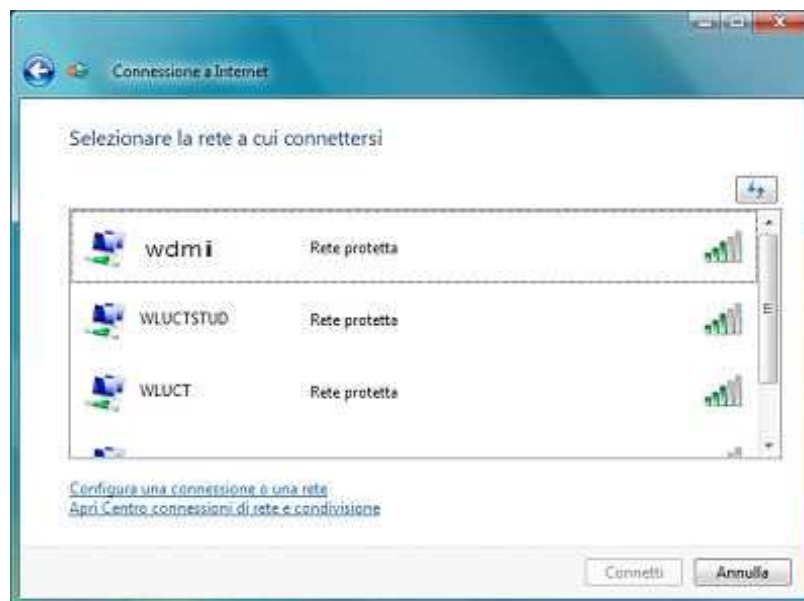 Connessione a Internet
Selezionare la rete a cui connettersi
wdmi Rete protetta
WLUCTSTUD Rete protetta
WLUCT Rete protetta
Configura una connessione o una rete
Apri Centro connessioni di rete e condivisione
Connetti Annulla